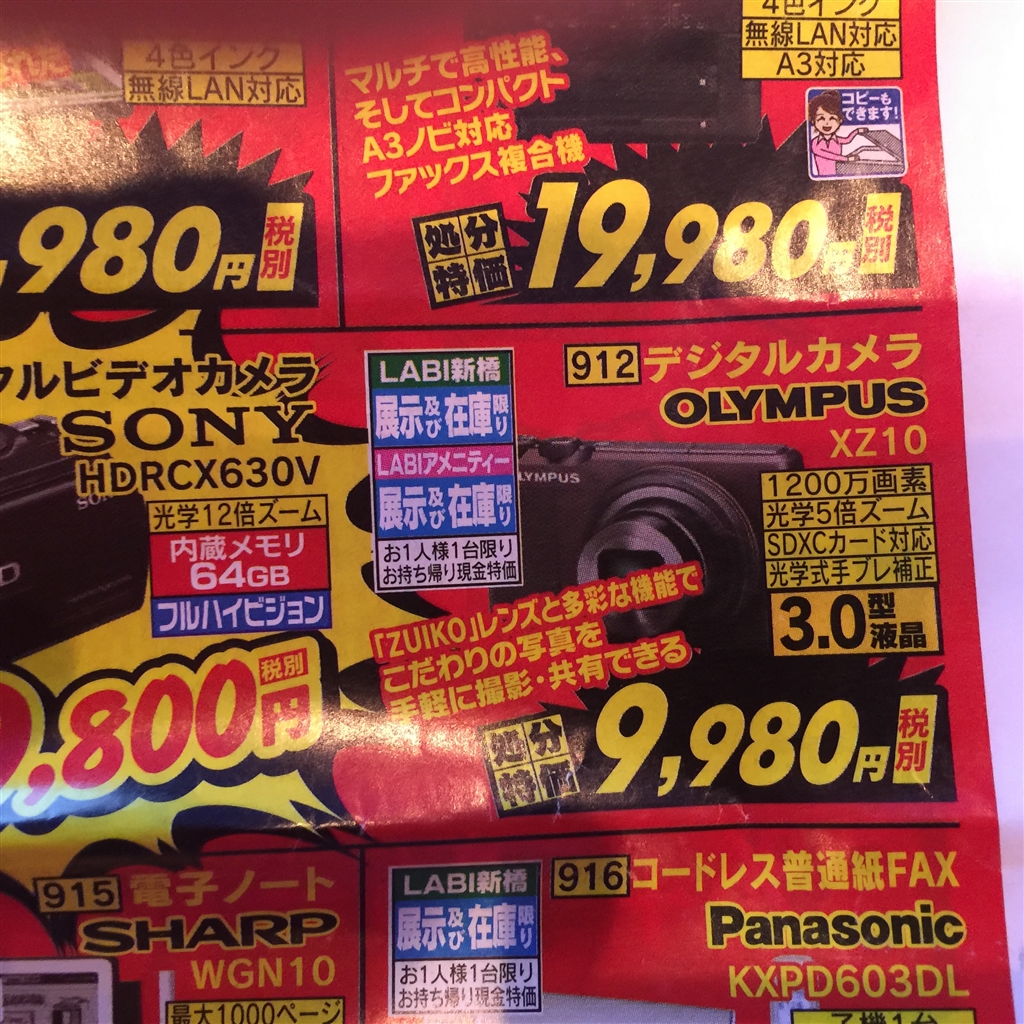 4色インク
無線LAN対応
,980円
税別
マルチで高性能、
そしてコンパクト
A3ノビ対応
ファックス複合機
4色インク
無線LAN対応
A3対応
コピーも
できます!
処分
特価
19,980円
税別
タルビデオカメラ
SONY
HDRCX630V
光学12倍ズーム
内蔵メモリ
64GB
フルハイビジョン
,800円
税別
LABI新橋
展示及び在庫限り
LABIアメニティー
展示及び在庫限り
お1人様1台限り
お持ち帰り現金特価
912 デジタルカメラ
OLYMPUS
XZ10
1200万画素
光学5倍ズーム
SDXCカード対応
光学式手ブレ補正
3.0型液晶
「ZUIKO」レンズと多彩な機能で
こだわりの写真を
手軽に撮影・共有できる
処分
特価
9,980円
税別
915 電子ノート
SHARP
WGN10
最大1000ページ
LABI新橋
展示及び在庫限り
お1人様1台限り
お持ち帰り現金特価
916 コードレス普通紙FAX
Panasonic
KXPD603DL
子機1台